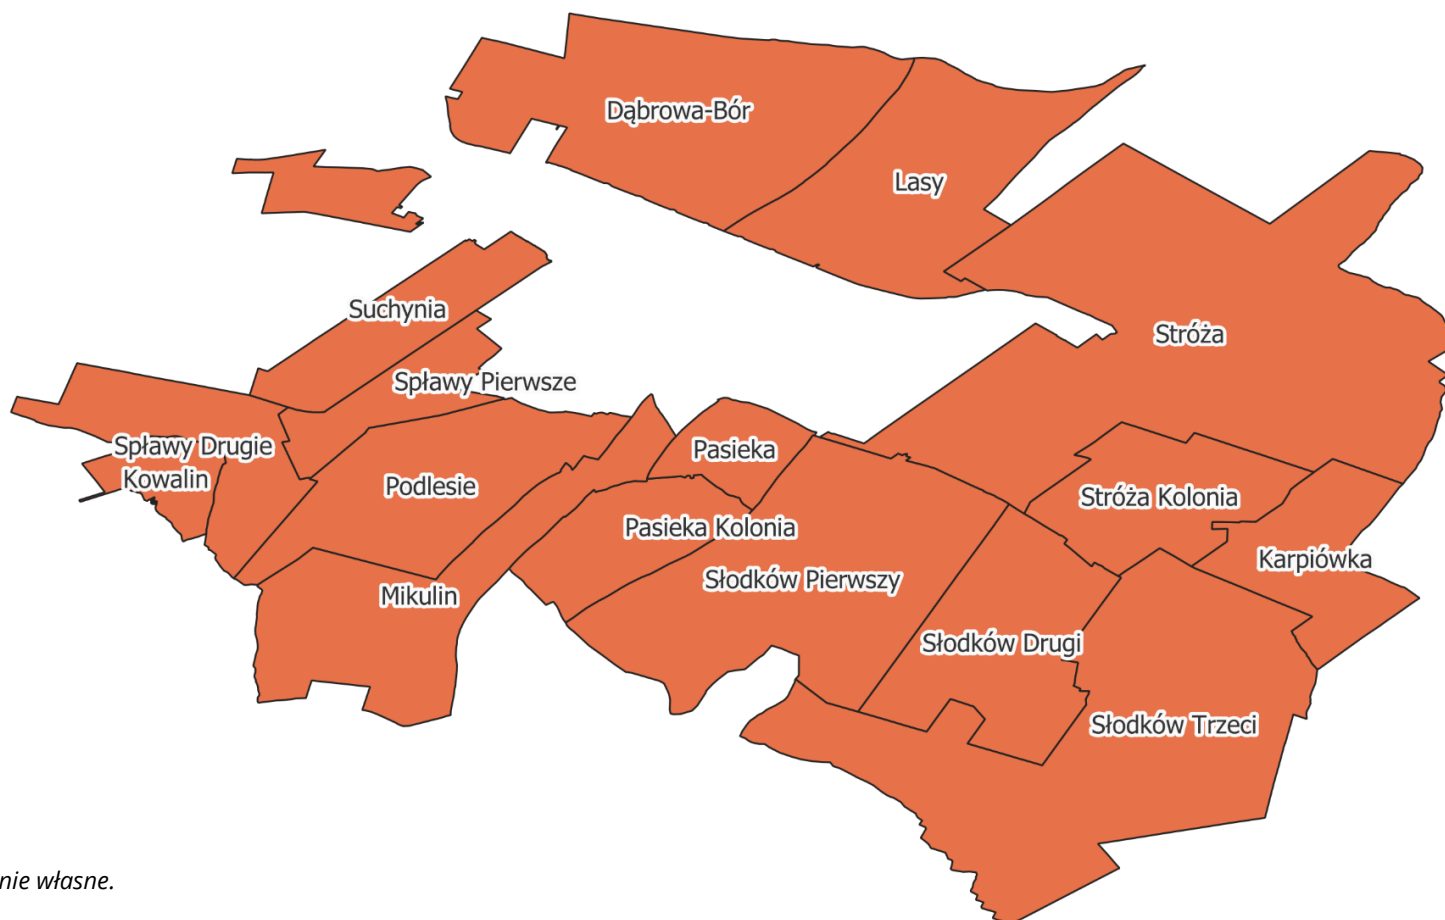 Dąbrowa-Bór
Lasy
Suchynia
Stróża
Spławy Pierwsze
Spławy Drugie
Pasieka
Kowalin
Podlesie
Stróża Kolonia
Pasieka Kolonia
Karpiówka
Słodków Pierwszy
Mikulin
Słodków Drugi
Słodków Trzeci
nie własne.